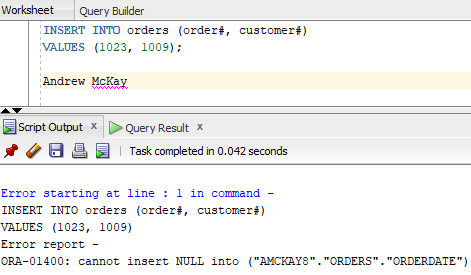 Worksheet Query Builder
INSERT INTO orders (order#, customer#)
VALUES (1023, 1009);
Andrew McKay
Script Output x Query Result x
Task completed in 0.042 seconds
Error starting at line : 1 in command -
INSERT INTO orders (order#, customer#)
VALUES (1023, 1009)
Error report -
ORA-01400: cannot insert NULL into ("AMCKAY8"."ORDERS"."ORDERDATE")